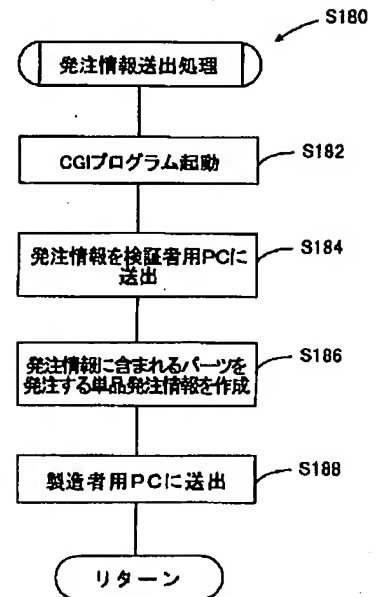 S180
発注情報送出処理
CGIプログラム起動
S182
発注情報を検証者用PCに
送出
S184
発注情報に含まれるパーツを
発注する単品発注情報を作成
S186
製造者用PCに送出
S188
リターン